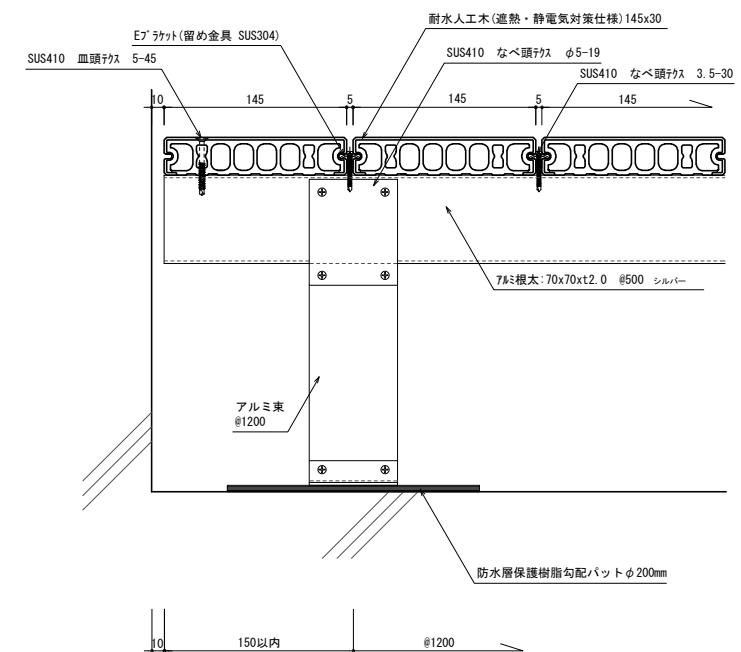 耐水人工木(遮熱・静電気対策仕様)145x30
Eﾌﾞﾗｹｯﾄ(留め金具 SUS304)
SUS410 なべ頭ﾃｸｽ φ5-19
SUS410 皿頭ﾃｸｽ 5-45
SUS410 なべ頭ﾃｸｽ 3.5-30
10 145 5 145 5 145
ｱﾙﾐ根太:70x70xt2.0 @500 ｼﾙﾊﾞｰ
アルミ束
@1200
防水層保護樹脂勾配パットφ200mm
10 150以内 @1200